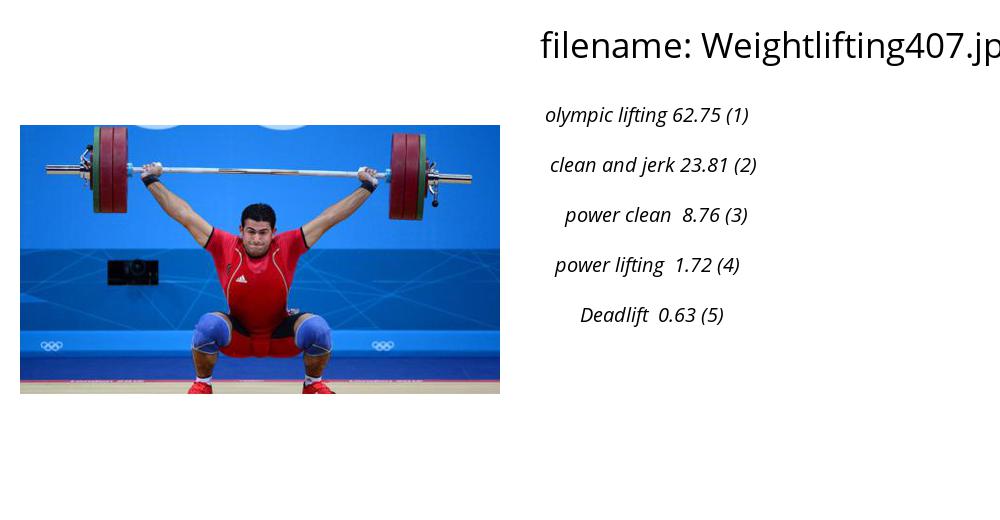 filename: Weightlifting407.jp
olympic lifting 62.75 (1)
clean and jerk 23.81 (2)
power clean 8.76 (3)
power lifting 1.72 (4)
Deadlift 0.63 (5)